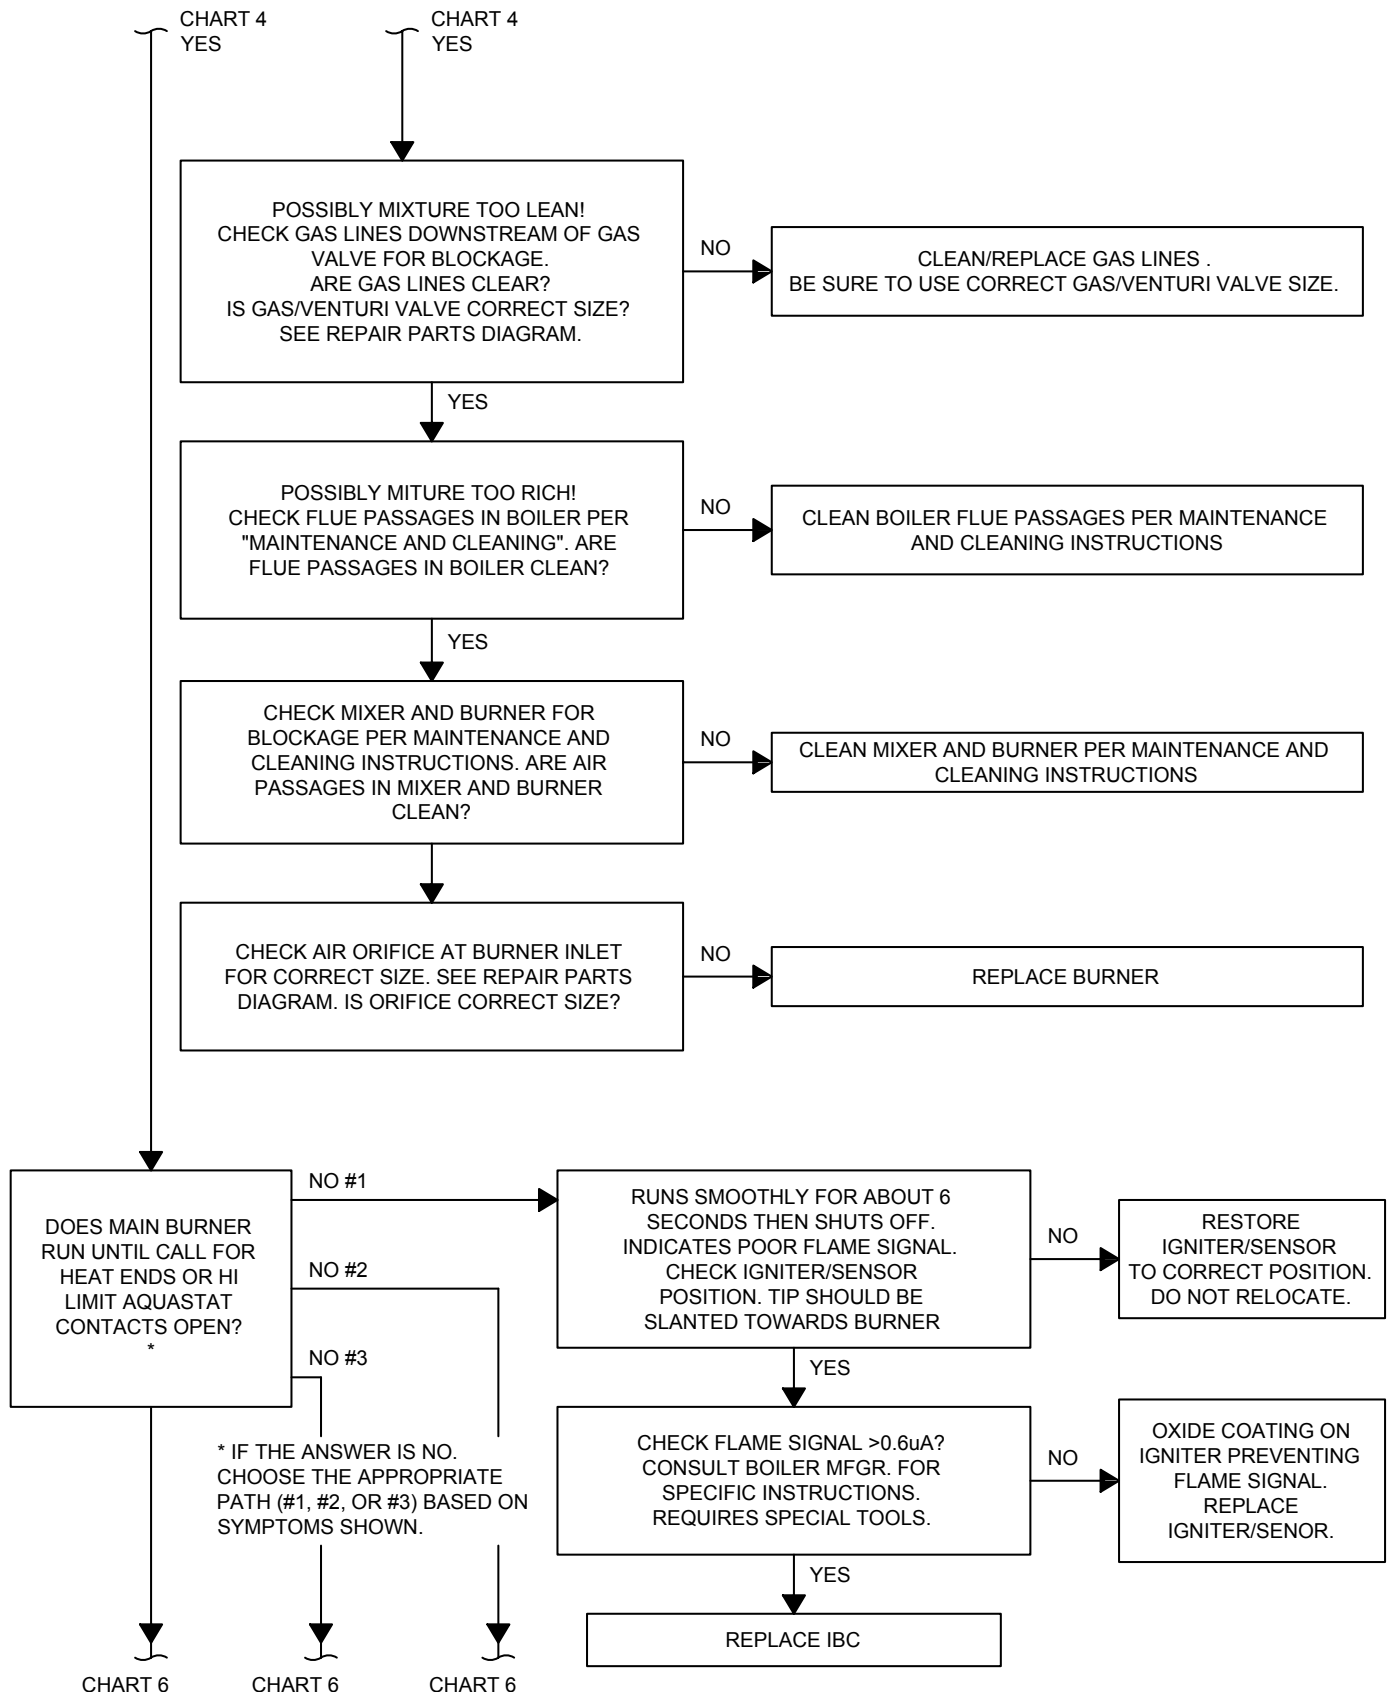 CHART 4
YES
CHART 4
YES
POSSIBLY MIXTURE TOO LEAN!
CHECK GAS LINES DOWNSTREAM OF GAS
VALVE FOR BLOCKAGE.
ARE GAS LINES CLEAR?
IS GAS/VENTURI VALVE CORRECT SIZE?
SEE REPAIR PARTS DIAGRAM.
NO
CLEAN/REPLACE GAS LINES .
BE SURE TO USE CORRECT GAS/VENTURI VALVE SIZE.
YES
POSSIBLY MITURE TOO RICH!
CHECK FLUE PASSAGES IN BOILER PER
"MAINTENANCE AND CLEANING". ARE
FLUE PASSAGES IN BOILER CLEAN?
NO
CLEAN BOILER FLUE PASSAGES PER MAINTENANCE
AND CLEANING INSTRUCTIONS
YES
CHECK MIXER AND BURNER FOR
BLOCKAGE PER MAINTENANCE AND
CLEANING INSTRUCTIONS. ARE AIR
PASSAGES IN MIXER AND BURNER
CLEAN?
NO
CLEAN MIXER AND BURNER PER MAINTENANCE AND
CLEANING INSTRUCTIONS
CHECK AIR ORIFICE AT BURNER INLET
FOR CORRECT SIZE. SEE REPAIR PARTS
DIAGRAM. IS ORIFICE CORRECT SIZE?
NO
REPLACE BURNER
DOES MAIN BURNER
RUN UNTIL CALL FOR
HEAT ENDS OR HI
LIMIT AQUASTAT
CONTACTS OPEN?
*
NO #1
NO #2
NO #3
RUNS SMOOTHLY FOR ABOUT 6
SECONDS THEN SHUTS OFF.
INDICATES POOR FLAME SIGNAL.
CHECK IGNITER/SENSOR
POSITION. TIP SHOULD BE
SLANTED TOWARDS BURNER
NO
RESTORE
IGNITER/SENSOR
TO CORRECT POSITION.
DO NOT RELOCATE.
YES
* IF THE ANSWER IS NO.
CHOOSE THE APPROPRIATE
PATH (#1, #2, OR #3) BASED ON
SYMPTOMS SHOWN.
CHECK FLAME SIGNAL >0.6uA?
CONSULT BOILER MFGR. FOR
SPECIFIC INSTRUCTIONS.
REQUIRES SPECIAL TOOLS.
NO
OXIDE COATING ON
IGNITER PREVENTING
FLAME SIGNAL.
REPLACE
IGNITER/SENOR.
YES
REPLACE IBC
CHART 6
CHART 6
CHART 6